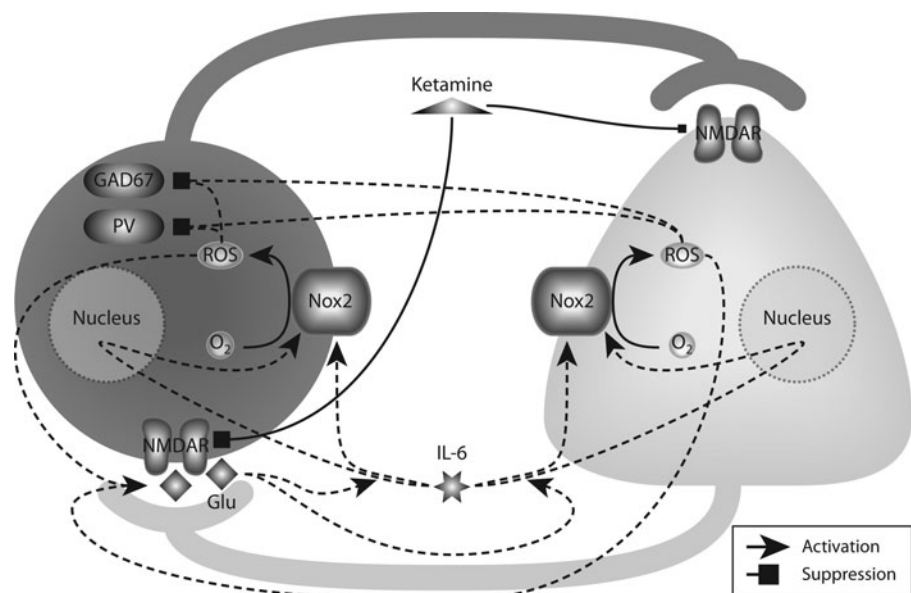 Ketamine
NMDAR
GAD67
PV
ROS
ROS
Nox2
Nox2
Nucleus
Nucleus
O2
O2
NMDAR
IL-6
Glu
Activation
Suppression